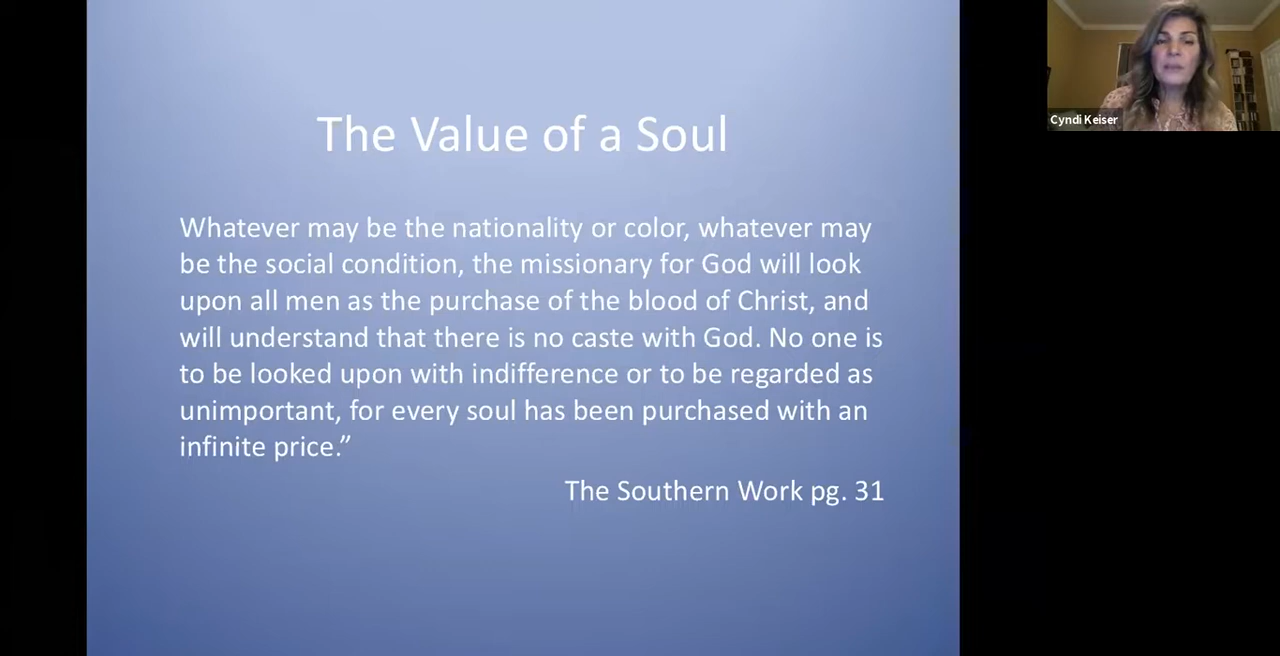 The Value of a Soul
Whatever may be the nationality or color, whatever may
be the social condition, the missionary for God will look
upon all men as the purchase of the blood of Christ, and
will understand that there is no caste with God. No one is
to be looked upon with indifference or to be regarded as
unimportant, for every soul has been purchased with an
infinite price.”
The Southern Work pg. 31
Cyndi Keiser